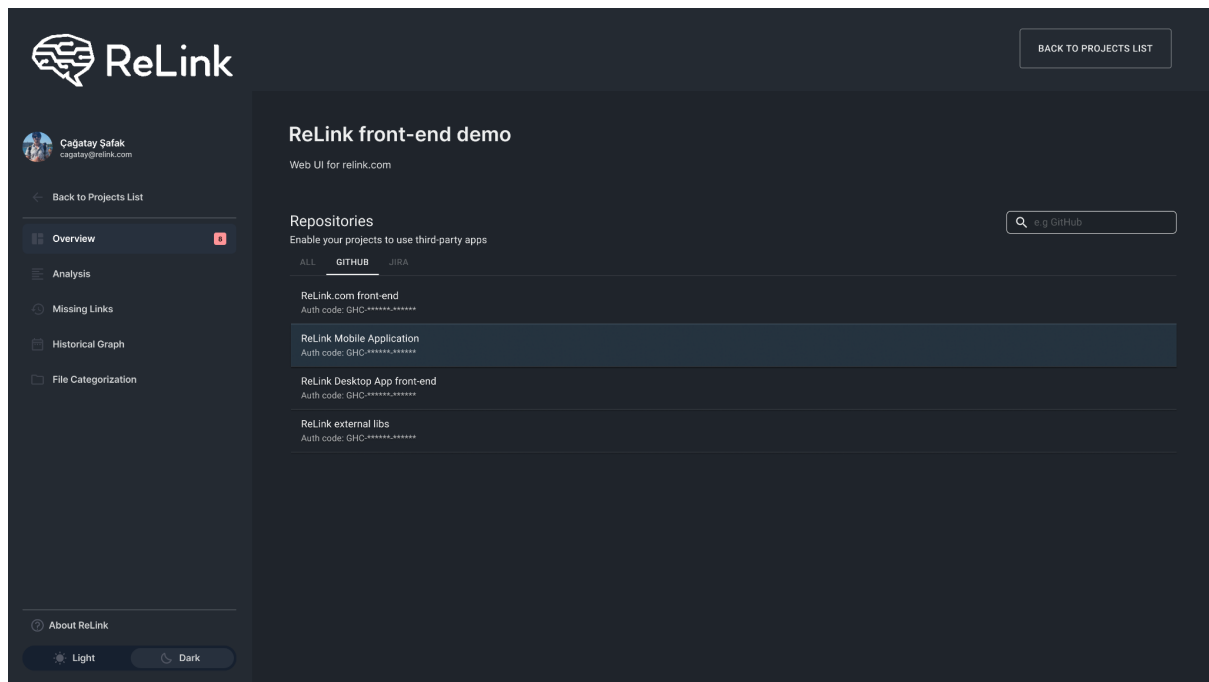 ReLink
BACK TO PROJECTS LIST
Çağatay Şafak
cagatay@relink.com
Back to Projects List
Overview
Analysis
Missing Links
Historical Graph
File Categorization
About ReLink
Light
Dark
ReLink front-end demo
Web UI for relink.com
Repositories
Enable your projects to use third-party apps
e.g GitHub
ALL GITHUB JIRA
ReLink.com front-end
Auth code: GHC-******-******
ReLink Mobile Application
Auth code: GHC-******-******
ReLink Desktop App front-end
Auth code: GHC-******-******
ReLink external libs
Auth code: GHC-******-******